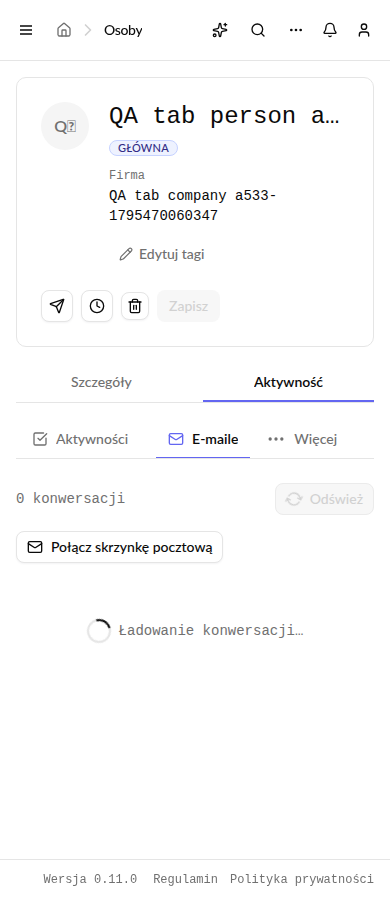 Osoby
QA tab person a…
GŁÓWNA
Firma
QA tab company a533-
1795470060347
Edytuj tagi
Zapisz
Szczegóły Aktywność
Aktywności E-maile Więcej
0 konwersacji Odśwież
Połącz skrzynkę pocztową
Ładowanie konwersacji…
Wersja 0.11.0 Regulamin Polityka prywatności